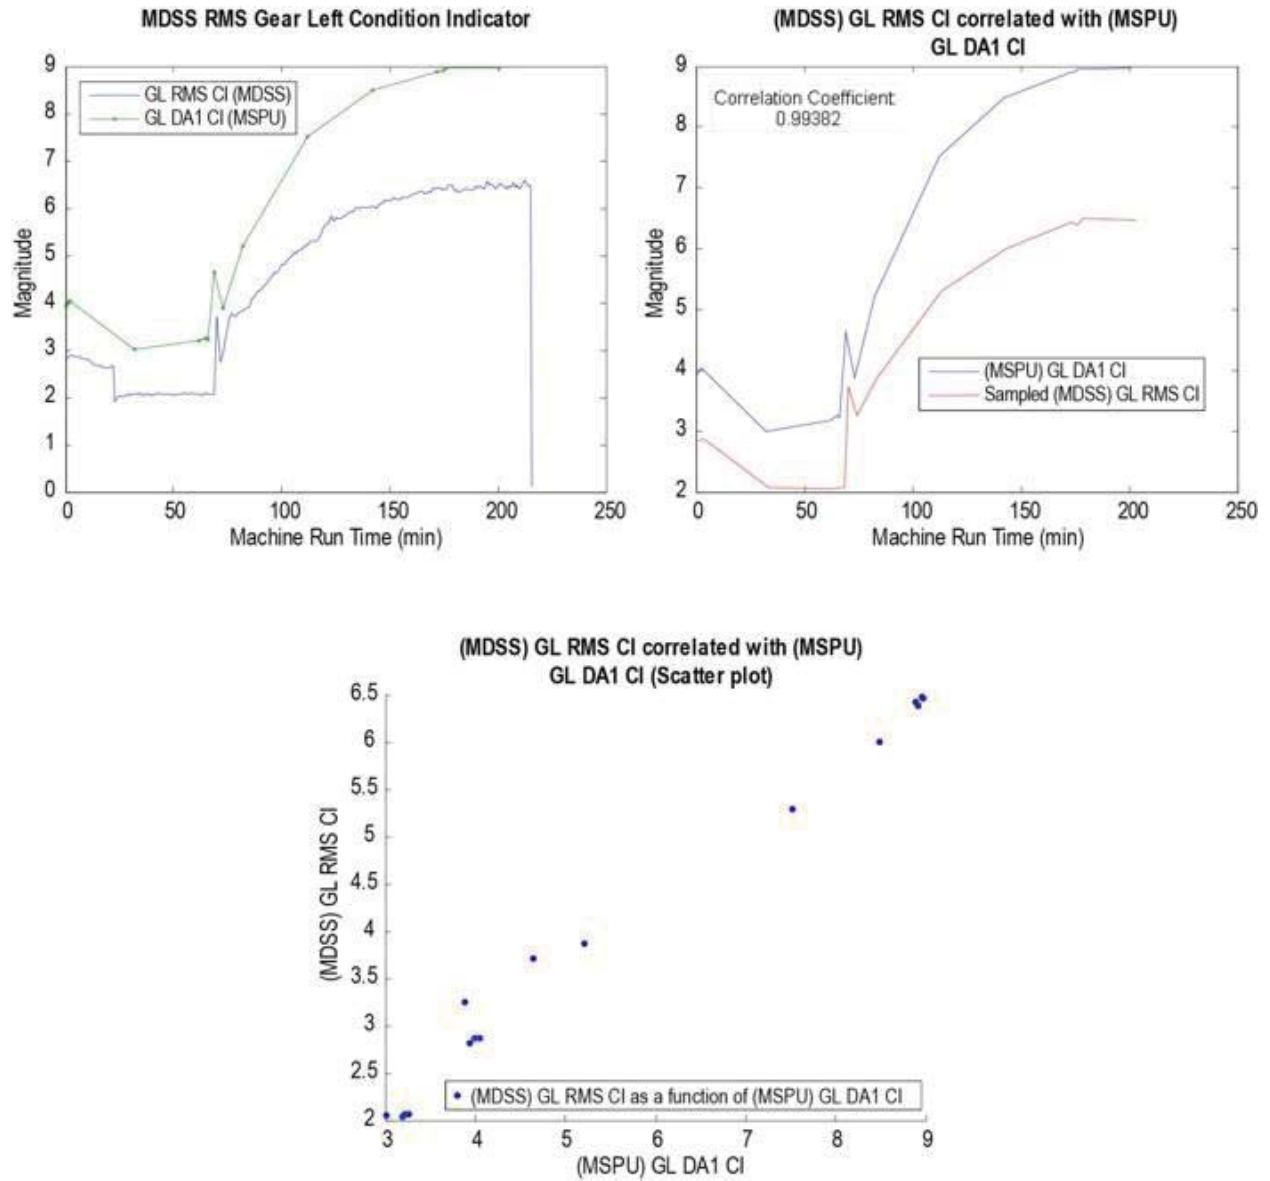 MDSS RMS Gear Left Condition Indicator
9
8
7
6
5
4
3
2
1
0
Magnitude
GL RMS CI (MDSS)
GL DA1 CI (MSPU)
0 50 100 150 200 250
Machine Run Time (min)
(MDSS) GL RMS CI correlated with (MSPU)
GL DA1 CI
9
8
7
6
5
4
3
2
Magnitude
Correlation Coefficient
0.99382
(MSPU) GL DA1 CI
Sampled (MDSS) GL RMS CI
0 50 100 150 200 250
Machine Run Time (min)
(MDSS) GL RMS CI correlated with (MSPU)
GL DA1 CI (Scatter plot)
6.5
6
5.5
5
4.5
4
3.5
3
2.5
2
(MDSS) GL RMS CI
(MDSS) GL RMS CI as a function of (MSPU) GL DA1 CI
3 4 5 6 7 8 9
(MSPU) GL DA1 CI